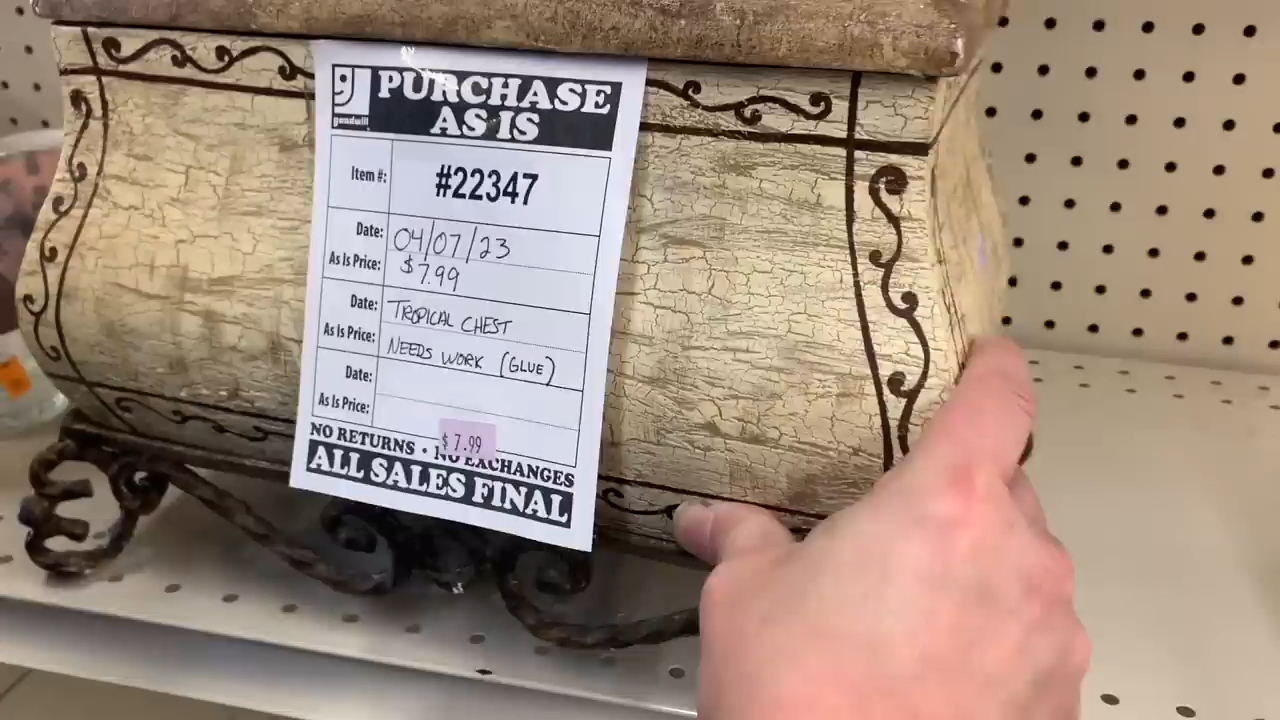 goodwill
PURCHASE
AS IS
Item #: #22347
Date: 04/07/23
As Is Price: $7.99
Date: TROPICAL CHEST
As Is Price: NEEDS WORK (GLUE)
Date:
As Is Price:
$7.99
NO RETURNS · NO EXCHANGES
ALL SALES FINAL